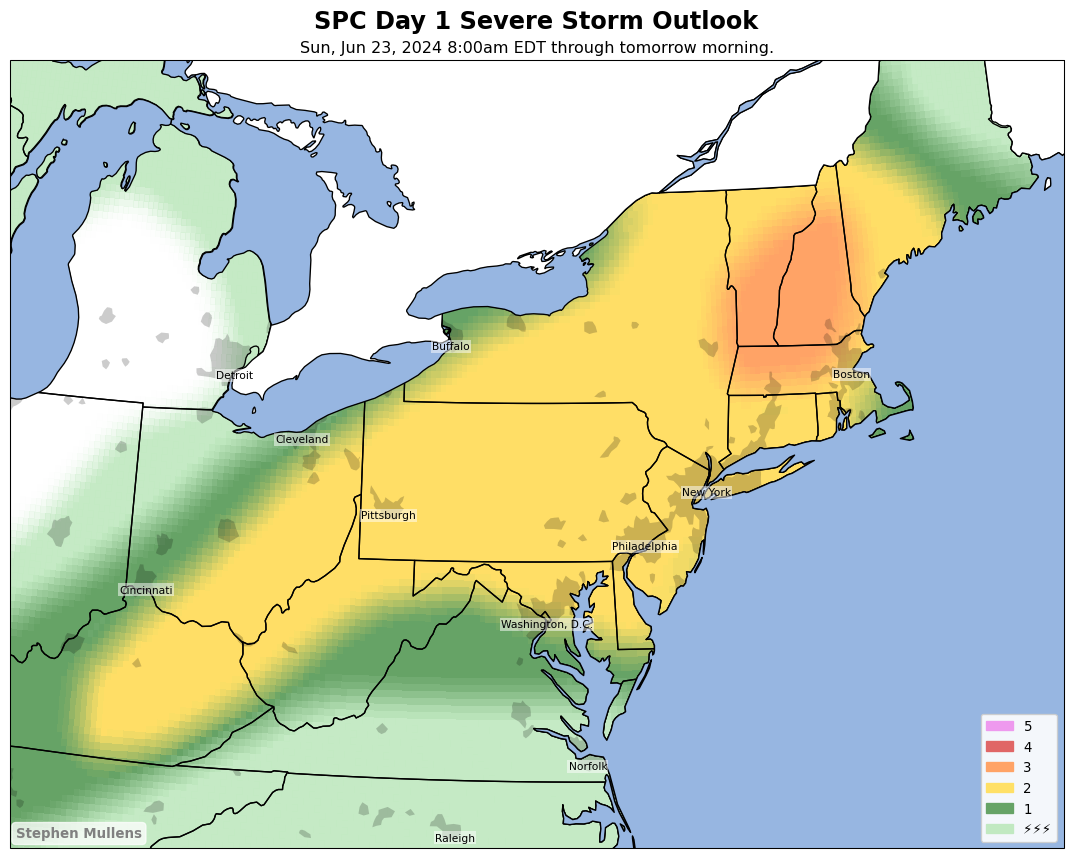 SPC Day 1 Severe Storm Outlook
Sun, Jun 23, 2024 8:00am EDT through tomorrow morning.
Buffalo
Detroit
Boston
Cleveland
New York
Pittsburgh
Philadelphia
Cincinnati
Washington, D.C.
Norfolk
Raleigh
5
4
3
2
1
⚡⚡⚡
Stephen Mullens